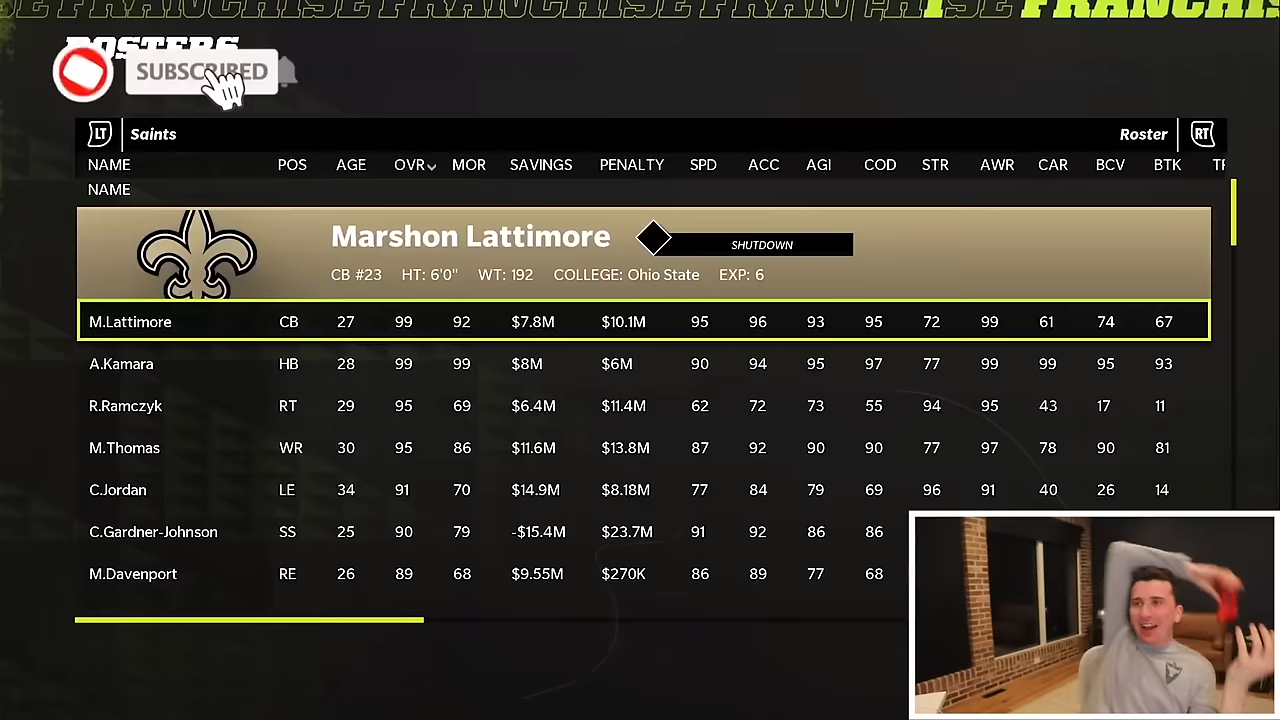 SE FRANCHISE FRANCHISE FRANCHISE FRANCHIS
ROSTERS
SUBSCRIBED
LT Saints Roster RT
NAME POS AGE OVR MOR SAVINGS PENALTY SPD ACC AGI COD STR AWR CAR BCV BTK
NAME
Marshon Lattimore SHUTDOWN
CB #23 HT: 6'0" WT: 192 COLLEGE: Ohio State EXP: 6
M.Lattimore CB 27 99 92 $7.8M $10.1M 95 96 93 95 72 99 61 74 67
A.Kamara HB 28 99 99 $8M $6M 90 94 95 97 77 99 99 95 93
R.Ramczyk RT 29 95 69 $6.4M $11.4M 62 72 73 55 94 95 43 17 11
M.Thomas WR 30 95 86 $11.6M $13.8M 87 92 90 90 77 97 78 90 81
C.Jordan LE 34 91 70 $14.9M $8.18M 77 84 79 69 96 91 40 26 14
C.Gardner-Johnson SS 25 90 79 -$15.4M $23.7M 91 92 86 86
M.Davenport RE 26 89 68 $9.55M $270K 86 89 77 68